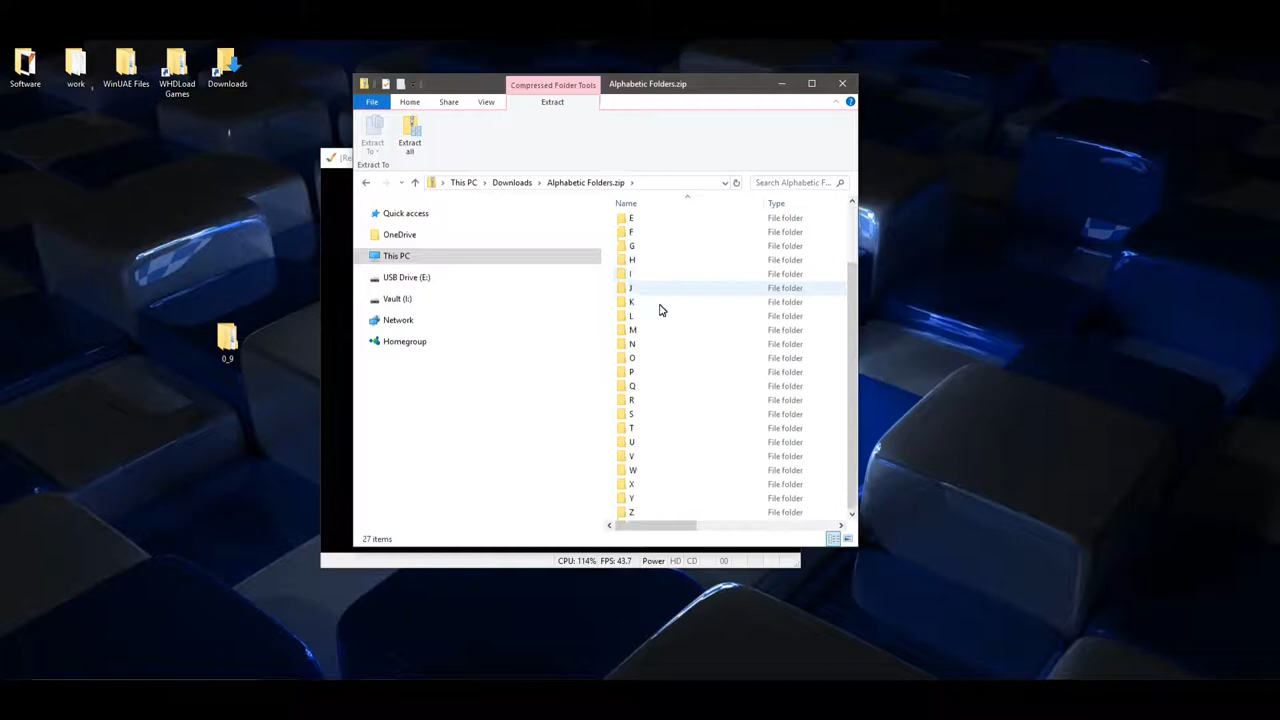 Software
work
WinUAE Files
WHDLoad
Games
Downloads
0_9
Compressed Folder Tools
Alphabetic Folders.zip
File
Home
Share
View
Extract
Extract
To
Extract
all
Extract To
This PC
Downloads
Alphabetic Folders.zip
Search Alphabetic F...
Quick access
OneDrive
This PC
USB Drive (E:)
Vault (I:)
Network
Homegroup
Name
Type
E File folder
F File folder
G File folder
H File folder
I File folder
J File folder
K File folder
L File folder
M File folder
N File folder
O File folder
P File folder
Q File folder
R File folder
S File folder
T File folder
U File folder
V File folder
W File folder
X File folder
Y File folder
Z File folder
27 items
CPU: 114% FPS: 43.7 Power HD CD 00